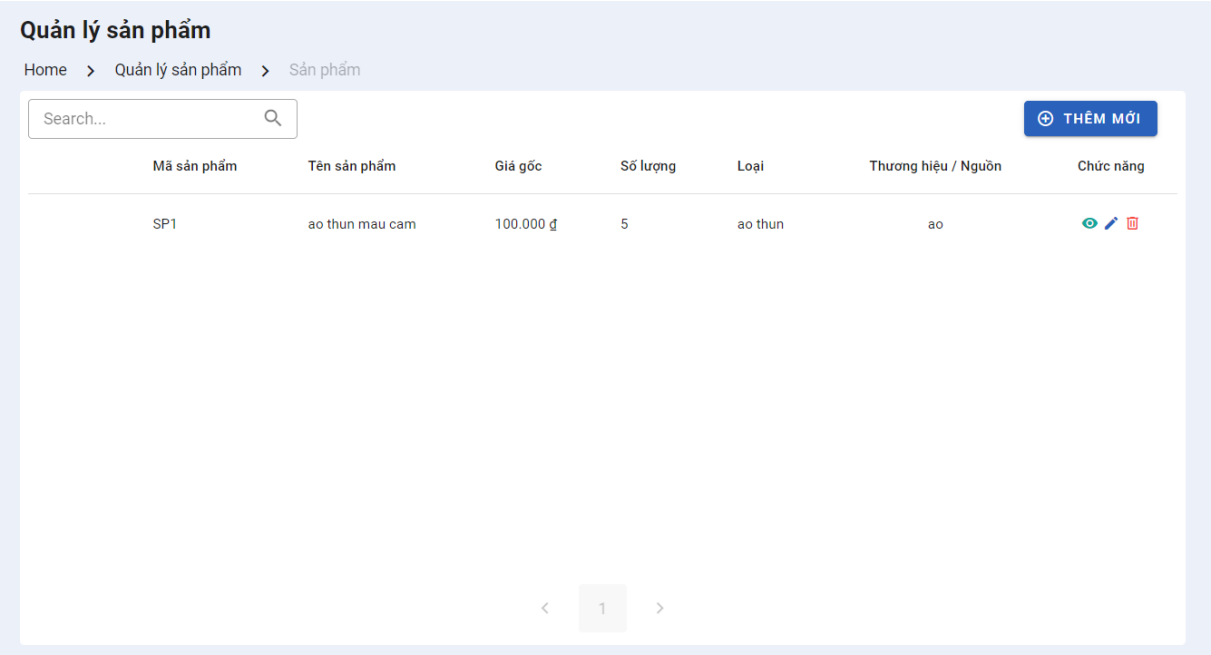 Quản lý sản phẩm
Home > Quản lý sản phẩm > Sản phẩm
Search... THÊM MỚI
Mã sản phẩm Tên sản phẩm Giá gốc Số lượng Loại Thương hiệu / Nguồn Chức năng
SP1 ao thun mau cam 100.000 ₫ 5 ao thun ao
< 1 >